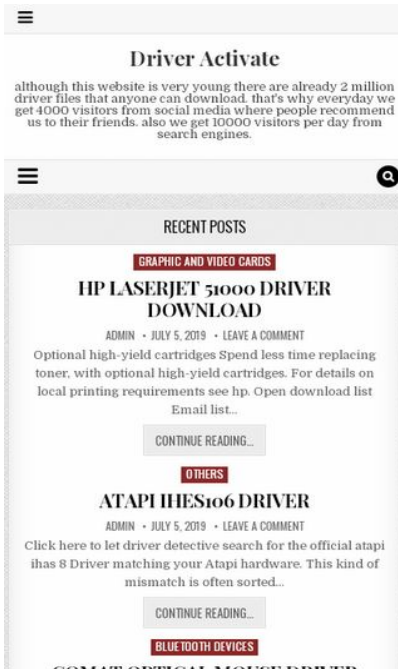 Driver Activate
although this website is very young there are already 2 million
driver files that anyone can download. that's why everyday we
get 4000 visitors from social media where people recommend
us to their friends. also we get 10000 visitors per day from
search engines.
RECENT POSTS
GRAPHIC AND VIDEO CARDS
HP LASERJET 51000 DRIVER
DOWNLOAD
ADMIN • JULY 5, 2019 • LEAVE A COMMENT
Optional high-yield cartridges Spend less time replacing
toner, with optional high-yield cartridges. For details on
local printing requirements see hp. Open download list
Email list...
CONTINUE READING...
OTHERS
ATAPI IHES106 DRIVER
ADMIN • JULY 5, 2019 • LEAVE A COMMENT
Click here to let driver detective search for the official atapi
ihas 8 Driver matching your Atapi hardware. This kind of
mismatch is often sorted...
CONTINUE READING...
BLUETOOTH DEVICES
COMAT OPTICAL MOUSE DRIVER